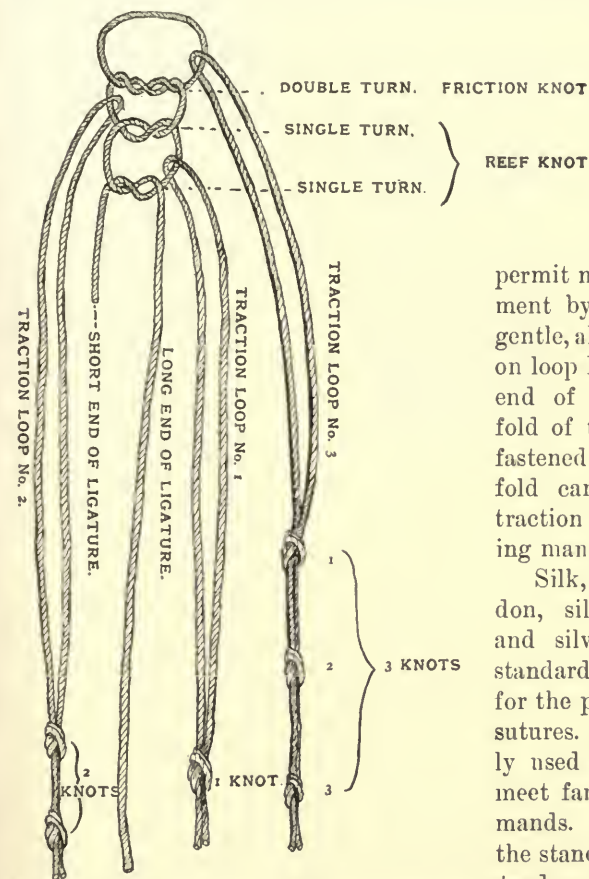 DOUBLE TURN. FRICTION KNOT
SINGLE TURN.
REEF KNOT
SINGLE TURN.
TRACTION LOOP No. 2.
SHORT END OF LIGATURE.
LONG END OF LIGATURE.
TRACTION LOOP No. 1
TRACTION LOOP No. 3
1
2
3 KNOTS
3
2
KNOTS
1 KNOT.
permit m
ment by
gentle, al
on loop
end of
fold of t
fastened
fold can
traction
ing man
Silk,
don, sil
and silv
standard
for the p
sutures.
ly used
meet far
mands.
the stan